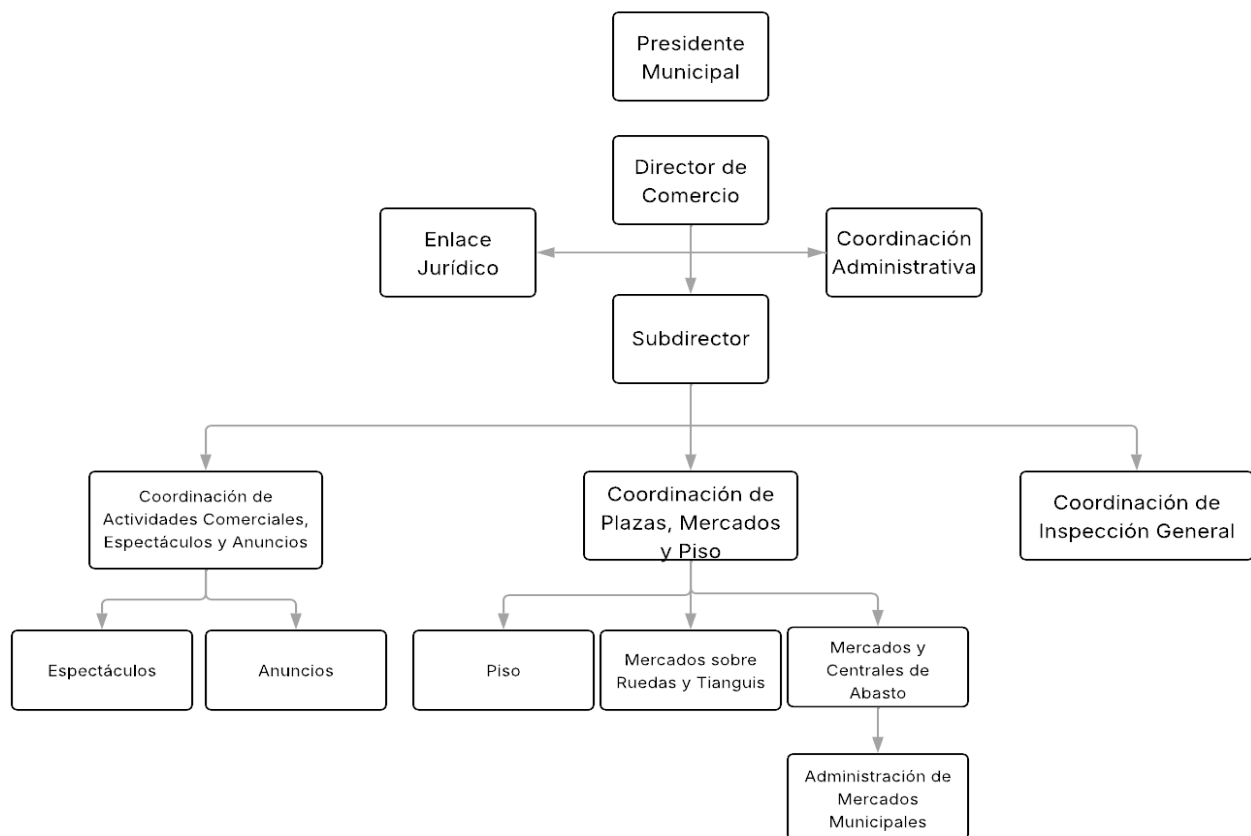 Presidente
Municipal
Director de
Comercio
Enlace
Jurídico
Coordinación
Administrativa
Subdirector
Coordinación de
Actividades Comerciales,
Espectáculos y Anuncios
Coordinación de
Plazas, Mercados
y Piso
Coordinación de
Inspección General
Espectáculos
Anuncios
Piso
Mercados sobre
Ruedas y Tianguis
Mercados y
Centrales de
Abasto
Administración de
Mercados
Municipales